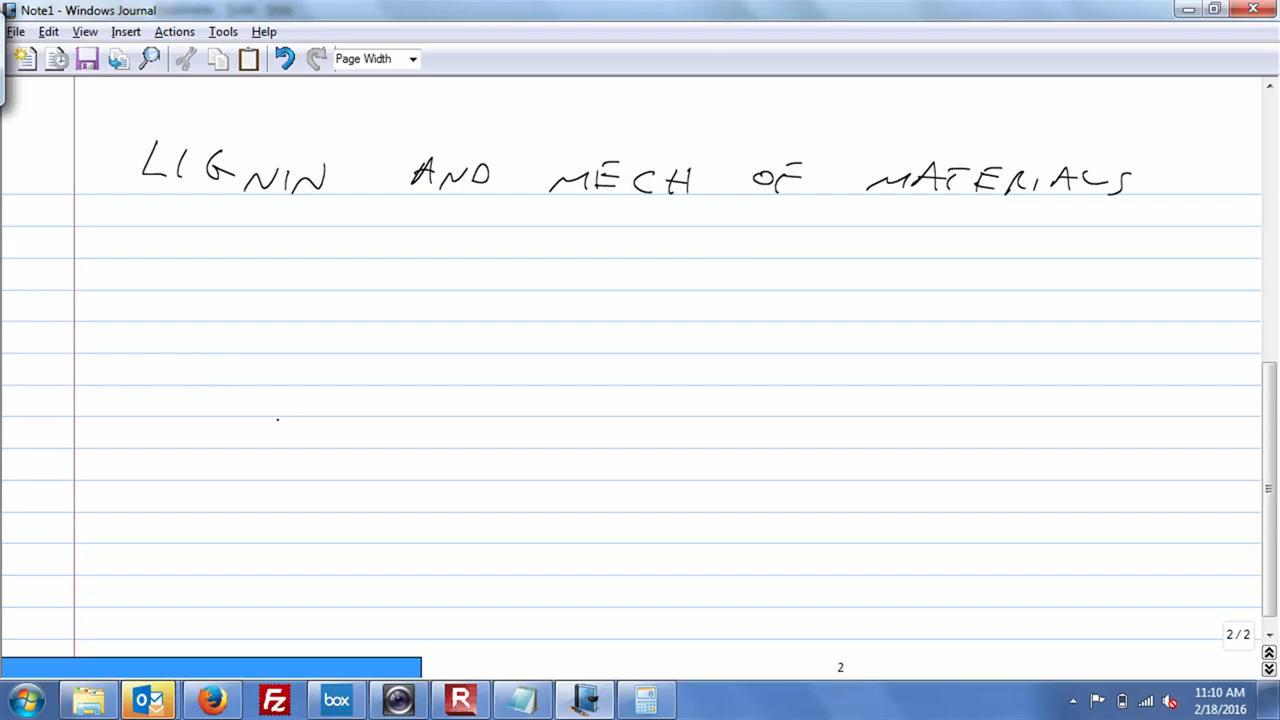 Note1 - Windows Journal
File Edit View Insert Actions Tools Help
Page Width
LIGNIN AND MECH OF MATERIALS
2 / 2
2
box
R
11:10 AM
2/18/2016